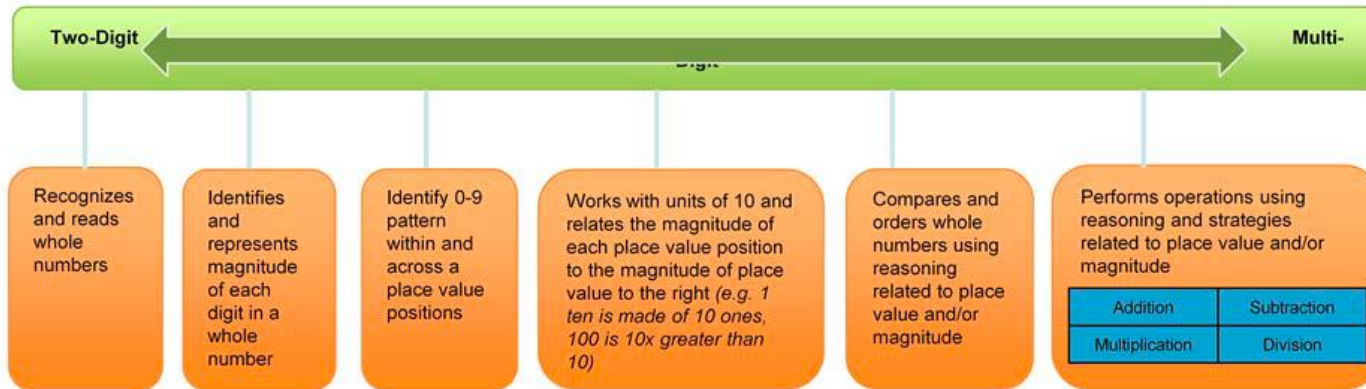 Two-Digit
Multi-
Digit
Recognizes
and reads
whole
numbers
Identifies
and
represents
magnitude
of each
digit in a
whole
number
Identify 0-9
pattern
within and
across a
place value
positions
Works with units of 10 and
relates the magnitude of
each place value position
to the magnitude of place
value to the right (e.g. 1
ten is made of 10 ones,
100 is 10x greater than
10)
Compares and
orders whole
numbers using
reasoning
related to place
value and/or
magnitude
Performs operations using
reasoning and strategies
related to place value and/or
magnitude
Addition
Subtraction
Multiplication
Division